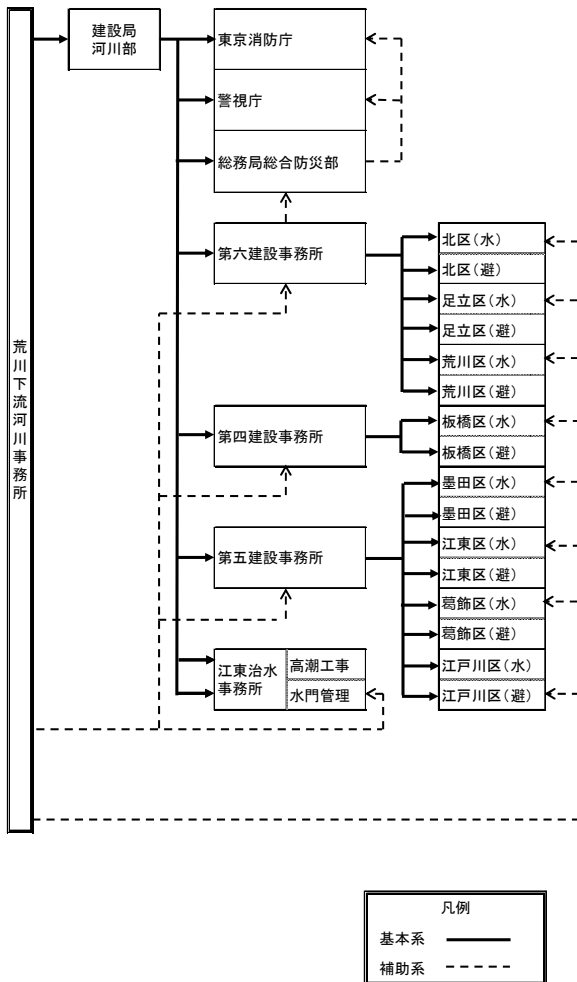 荒川下流河川事務所
建設局
河川部
東京消防庁
警視庁
総務局総合防災部
第六建設事務所
北区(水)
北区(避)
足立区(水)
足立区(避)
荒川区(水)
荒川区(避)
第四建設事務所
板橋区(水)
板橋区(避)
第五建設事務所
墨田区(水)
墨田区(避)
江東区(水)
江東区(避)
葛飾区(水)
葛飾区(避)
江戸川区(水)
江戸川区(避)
江東治水
事務所
高潮工事
水門管理
凡例
基本系
補助系